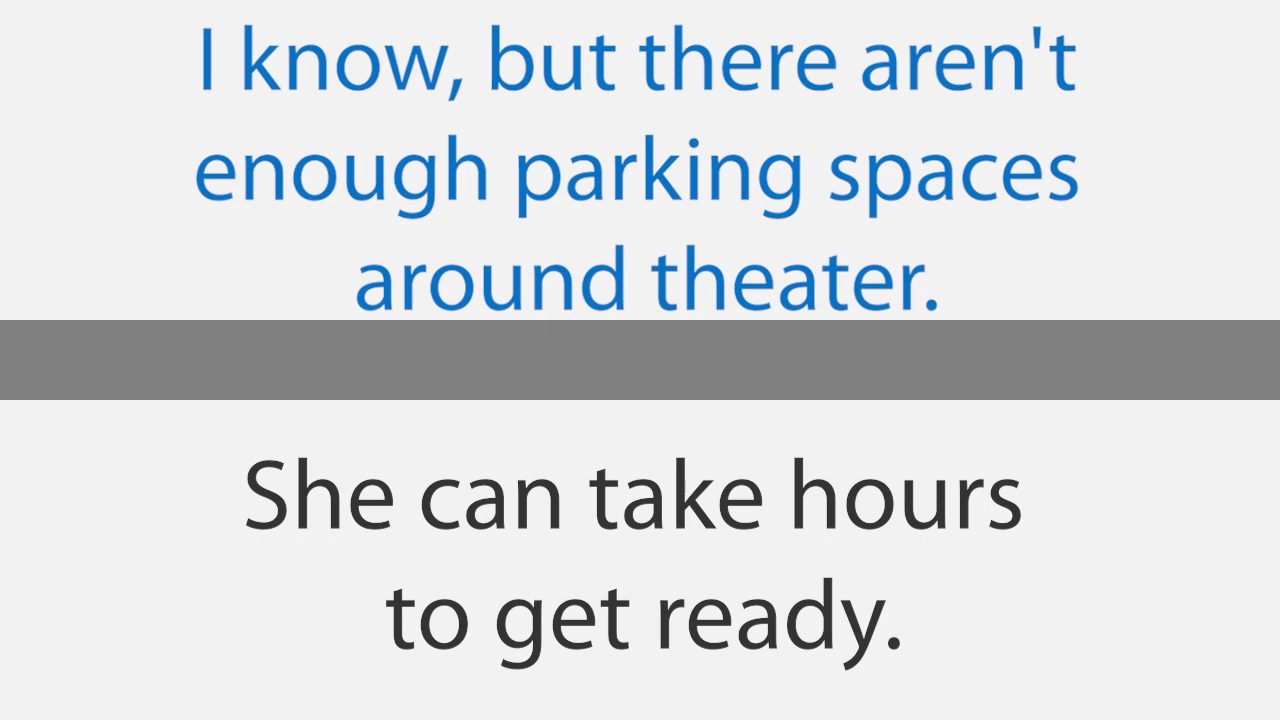 I know, but there aren't
enough parking spaces
around theater.
She can take hours
to get ready.